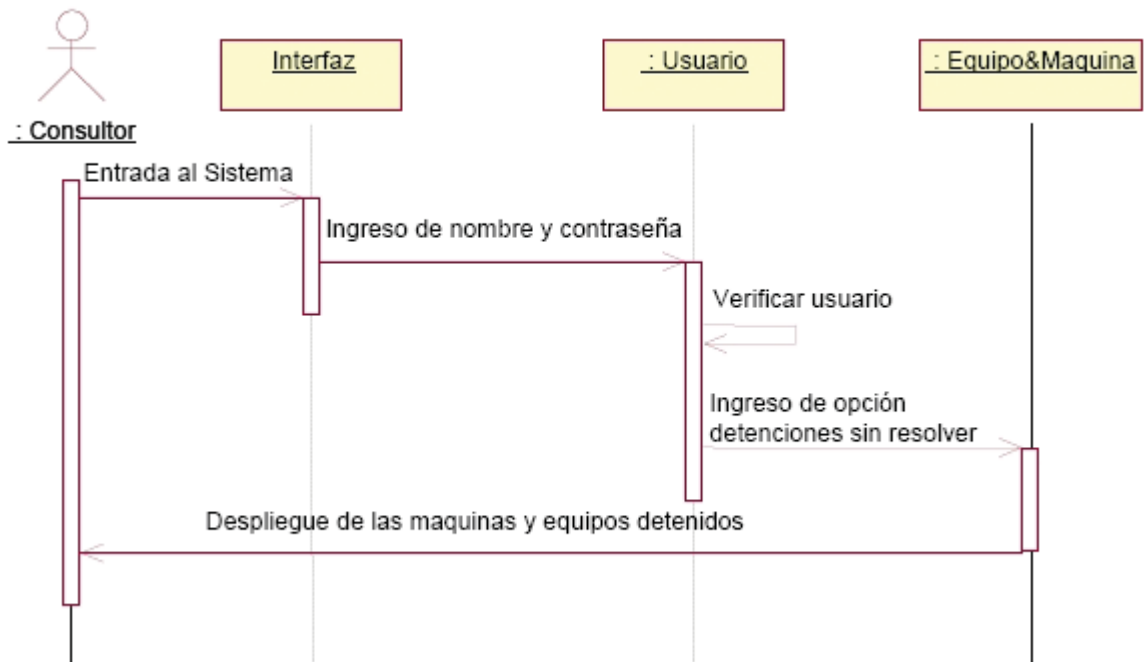 Interfaz
: Usuario
: Equipo&Maquina
: Consultor
Entrada al Sistema
Ingreso de nombre y contraseña
Verificar usuario
Ingreso de opción
detenciones sin resolver
Despliegue de las maquinas y equipos detenidos